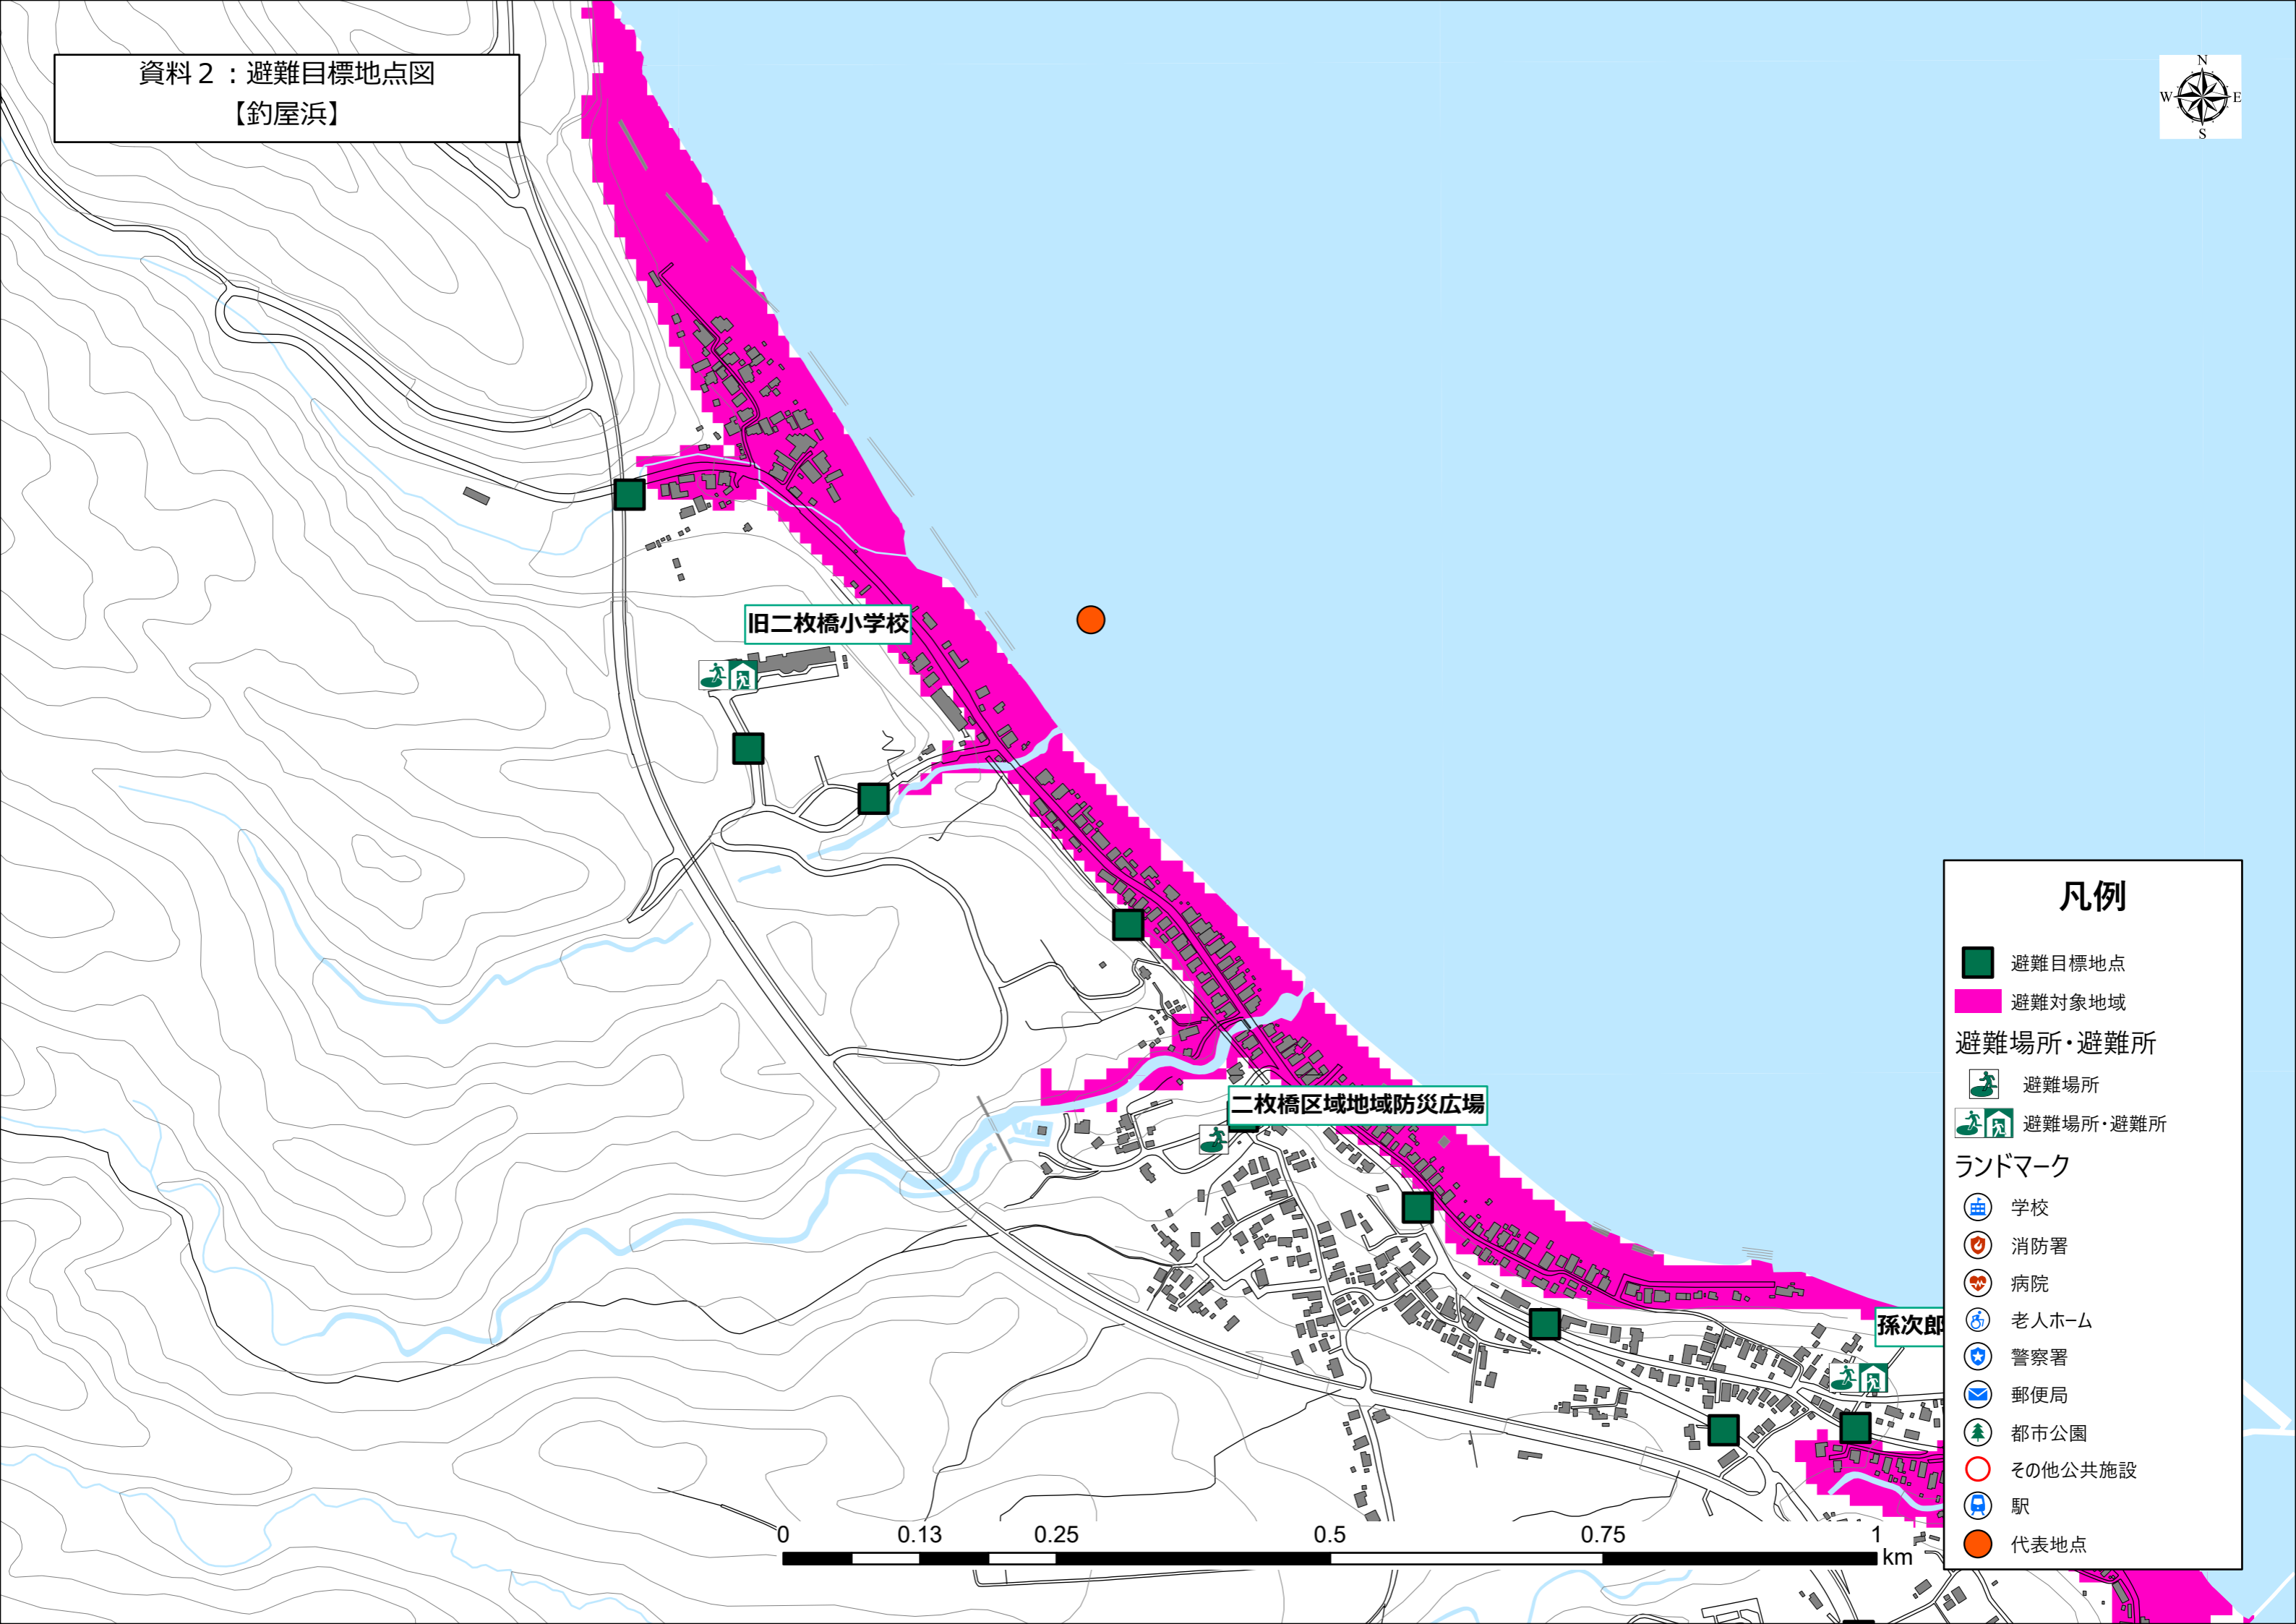 資料２：避難目標地点図
【釣屋浜】
N
W
E
S
旧二枚橋小学校
二枚橋区域地域防災広場
孫次郎
凡例
避難目標地点
避難対象地域
避難場所・避難所
避難場所
避難場所・避難所
ランドマーク
学校
消防署
病院
老人ホーム
警察署
郵便局
都市公園
その他公共施設
駅
代表地点
0 0.13 0.25 0.5 0.75 1
km